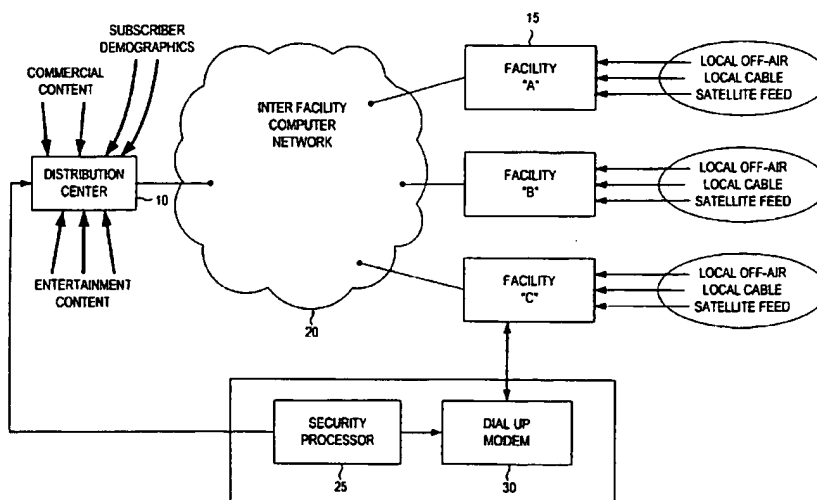 SUBSCRIBER
DEMOGRAPHICS
COMMERCIAL
CONTENT
DISTRIBUTION
CENTER
10
ENTERTAINMENT
CONTENT
INTER FACILITY
COMPUTER
NETWORK
20
15
FACILITY
"A"
LOCAL OFF-AIR
LOCAL CABLE
SATELLITE FEED
FACILITY
"B"
LOCAL OFF-AIR
LOCAL CABLE
SATELLITE FEED
FACILITY
"C"
LOCAL OFF-AIR
LOCAL CABLE
SATELLITE FEED
SECURITY
PROCESSOR
25
DIAL UP
MODEM
30